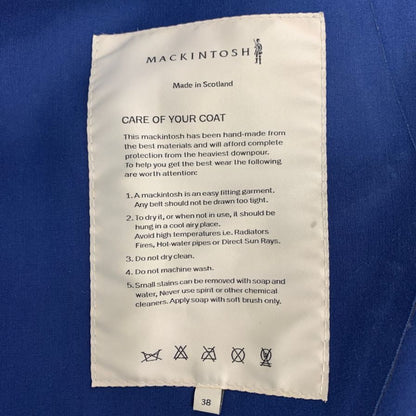 MACKINTOSH
Made in Scotland
CARE OF YOUR COAT
This mackintosh has been hand-made from
the best materials and will afford complete
protection from the heaviest downpour.
To help you get the best wear the following,
are worth attention:
1. A mackintosh is an easy fitting garment.
Any belt should not be drawn too tight.
2. To dry it, or when not in use, it should be
hung in a cool airy place.
Avoid high temperatures i.e. Radiators
Fires, Hot-water pipes or Direct Sun Rays.
3. Do not dry clean.
4. Do not machine wash.
5. Small stains can be removed with soap and
water, Never use spirit or other chemical
cleaners. Apply soap with soft brush only.
38